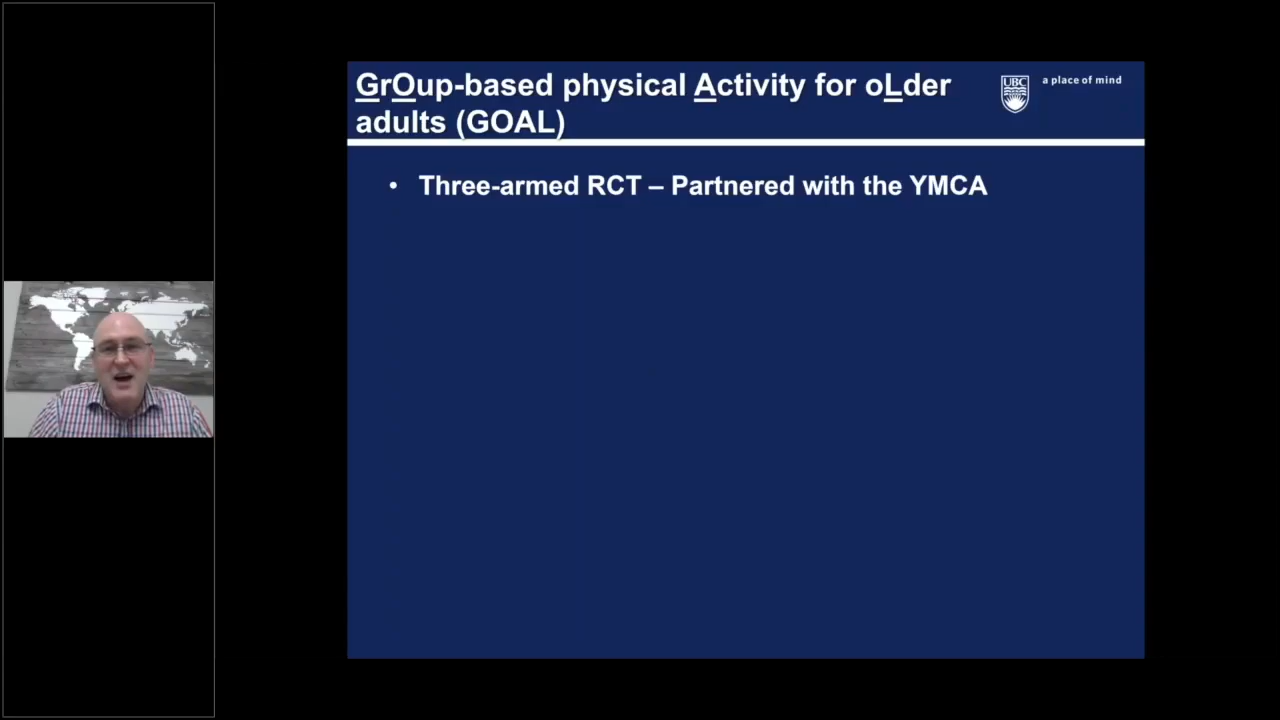 GrOup-based physical Activity for oLder
adults (GOAL)
UBC
a place of mind
• Three-armed RCT – Partnered with the YMCA